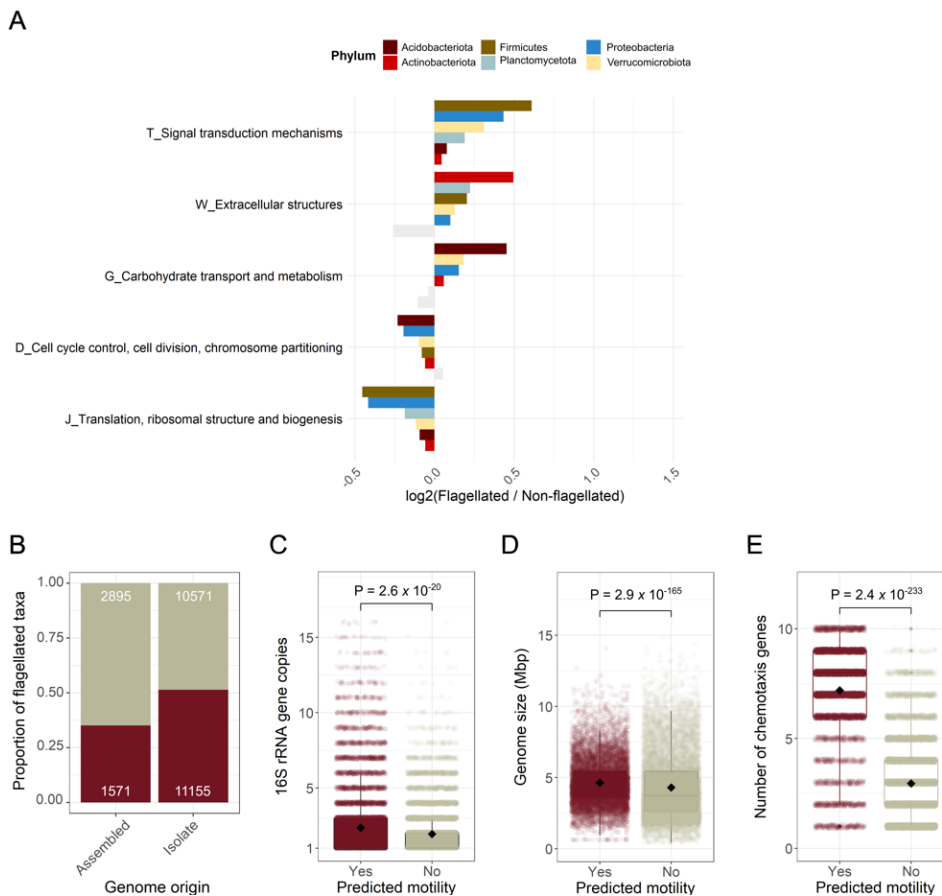 A
Phylum
Acidobacteriota
Firmicutes
Proteobacteria
Actinobacteriota
Planctomycetota
Verrucomicrobiota
T_Signal transduction mechanisms
W_Extracellular structures
G_Carbohydrate transport and metabolism
D_Cell cycle control, cell division, chromosome partitioning
J_Translation, ribosomal structure and biogenesis
-0.5
0.0
0.5
1.0
1.5
log2(Flagellated / Non-flagellated)
B
Proportion of flagellated taxa
1.00
0.75
0.50
0.25
0.00
2895
10571
1571
11155
Assembled
Isolate
Genome origin
C
P = 2.6 x 10-20
16S rRNA gene copies
15
10
5
1
Yes
No
Predicted motility
D
P = 2.9 x 10-165
Genome size (Mbp)
15
10
5
0
Yes
No
Predicted motility
E
P = 2.4 x 10-233
Number of chemotaxis genes
10
5
0
Yes
No
Predicted motility